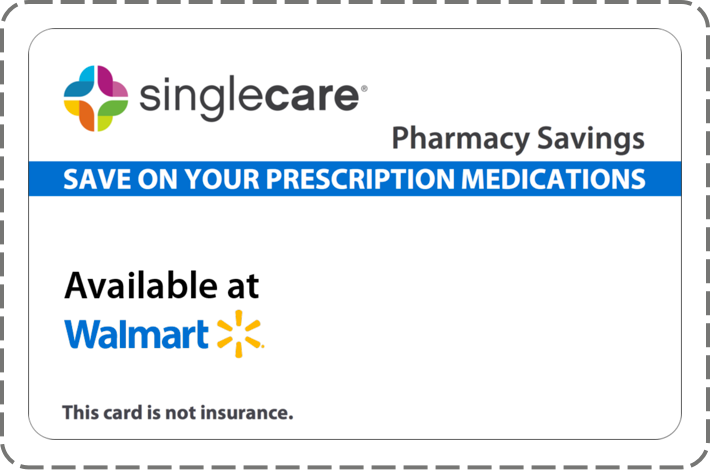 singlecare®
Pharmacy Savings
SAVE ON YOUR PRESCRIPTION MEDICATIONS
Available at
Walmart
This card is not insurance.